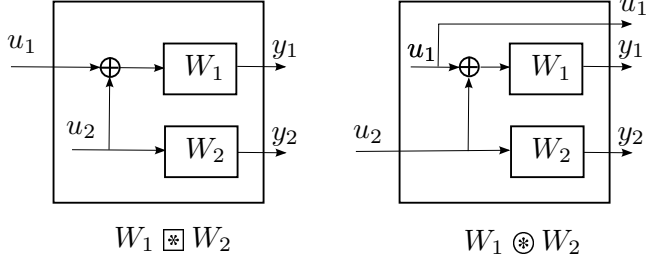 u₁
u₁ y₁ u₁ y₁
W₁ W₁
u₂ y₂ u₂ y₂
W₂ W₂
W₁ ⧆ W₂ W₁ ⊛ W₂